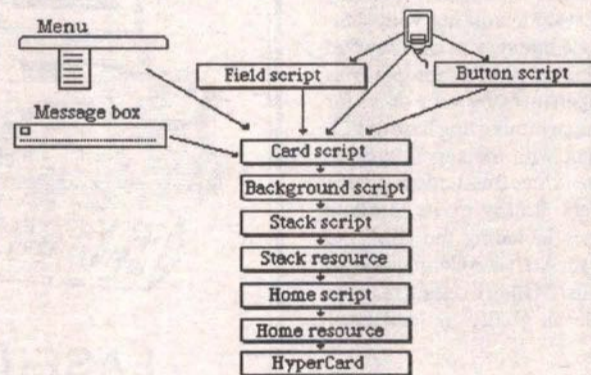 Menu
Field script
Button script
Message box
Card script
Background script
Stack script
Stack resource
Home script
Home resource
HyperCard